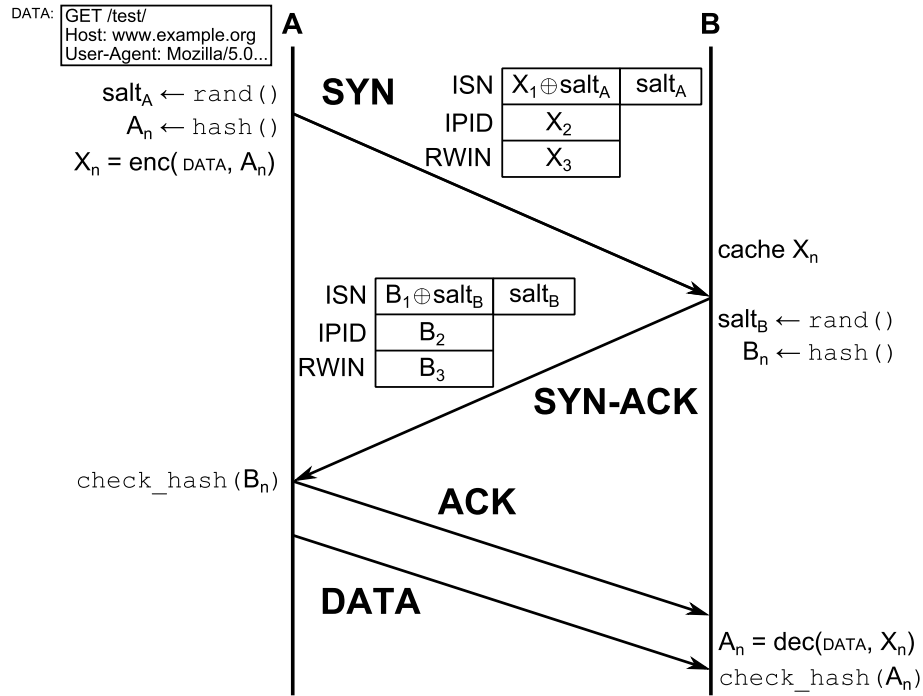 DATA:
GET /test/
Host: www.example.org
User-Agent: Mozilla/5.0...
A
B
salt_A ← rand()
A_n ← hash()
X_n = enc(DATA, A_n)
SYN
ISN X_1⊕salt_A salt_A
IPID X_2
RWIN X_3
cache X_n
ISN B_1⊕salt_B salt_B
IPID B_2
RWIN B_3
salt_B ← rand()
B_n ← hash()
SYN-ACK
check_hash(B_n)
ACK
DATA
A_n = dec(DATA, X_n)
check_hash(A_n)